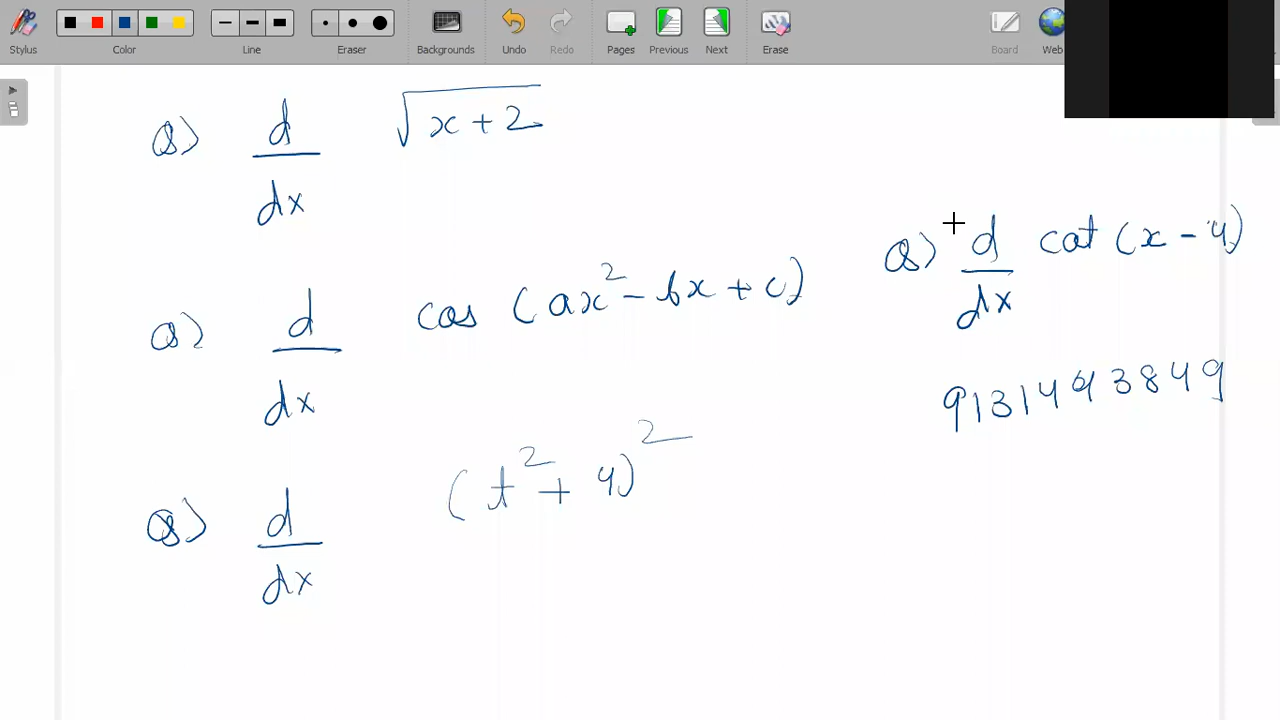 Stylus Color Line Eraser Backgrounds Undo Redo Pages Previous Next Erase Board Web
Q) d/dx √(x+2)
Q) d/dx cot (x - 4)
Q) d/dx cos (ax² - bx + c)
9131493849
Q) d/dx (t² + 4)²